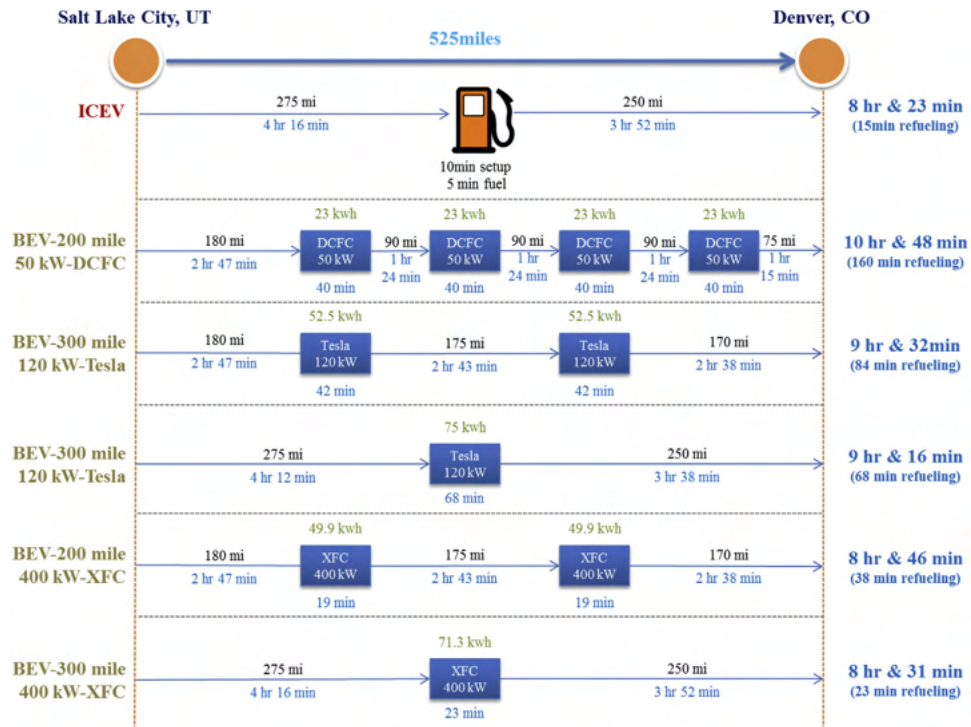 Salt Lake City, UT
Denver, CO
525miles
ICEV
275 mi
4 hr 16 min
10min setup
5 min fuel
250 mi
3 hr 52 min
8 hr & 23 min
(15min refueling)
BEV-200 mile
50 kW-DCFC
180 mi
2 hr 47 min
23 kwh
DCFC
50 kW
40 min
90 mi
1 hr
24 min
23 kwh
DCFC
50 kW
40 min
90 mi
1 hr
24 min
23 kwh
DCFC
50 kW
40 min
90 mi
1 hr
24 min
23 kwh
DCFC
50 kW
40 min
75 mi
1 hr
15 min
10 hr & 48 min
(160 min refueling)
BEV-300 mile
120 kW-Tesla
180 mi
2 hr 47 min
52.5 kwh
Tesla
120 kW
42 min
175 mi
2 hr 43 min
52.5 kwh
Tesla
120 kW
42 min
170 mi
2 hr 38 min
9 hr & 32min
(84 min refueling)
BEV-300 mile
120 kW-Tesla
275 mi
4 hr 12 min
75 kwh
Tesla
120 kW
68 min
250 mi
3 hr 38 min
9 hr & 16 min
(68 min refueling)
BEV-200 mile
400 kW-XFC
180 mi
2 hr 47 min
49.9 kwh
XFC
400 kW
19 min
175 mi
2 hr 43 min
49.9 kwh
XFC
400 kW
19 min
170 mi
2 hr 38 min
8 hr & 46 min
(38 min refueling)
BEV-300 mile
400 kW-XFC
275 mi
4 hr 16 min
71.3 kwh
XFC
400 kW
23 min
250 mi
3 hr 52 min
8 hr & 31 min
(23 min refueling)